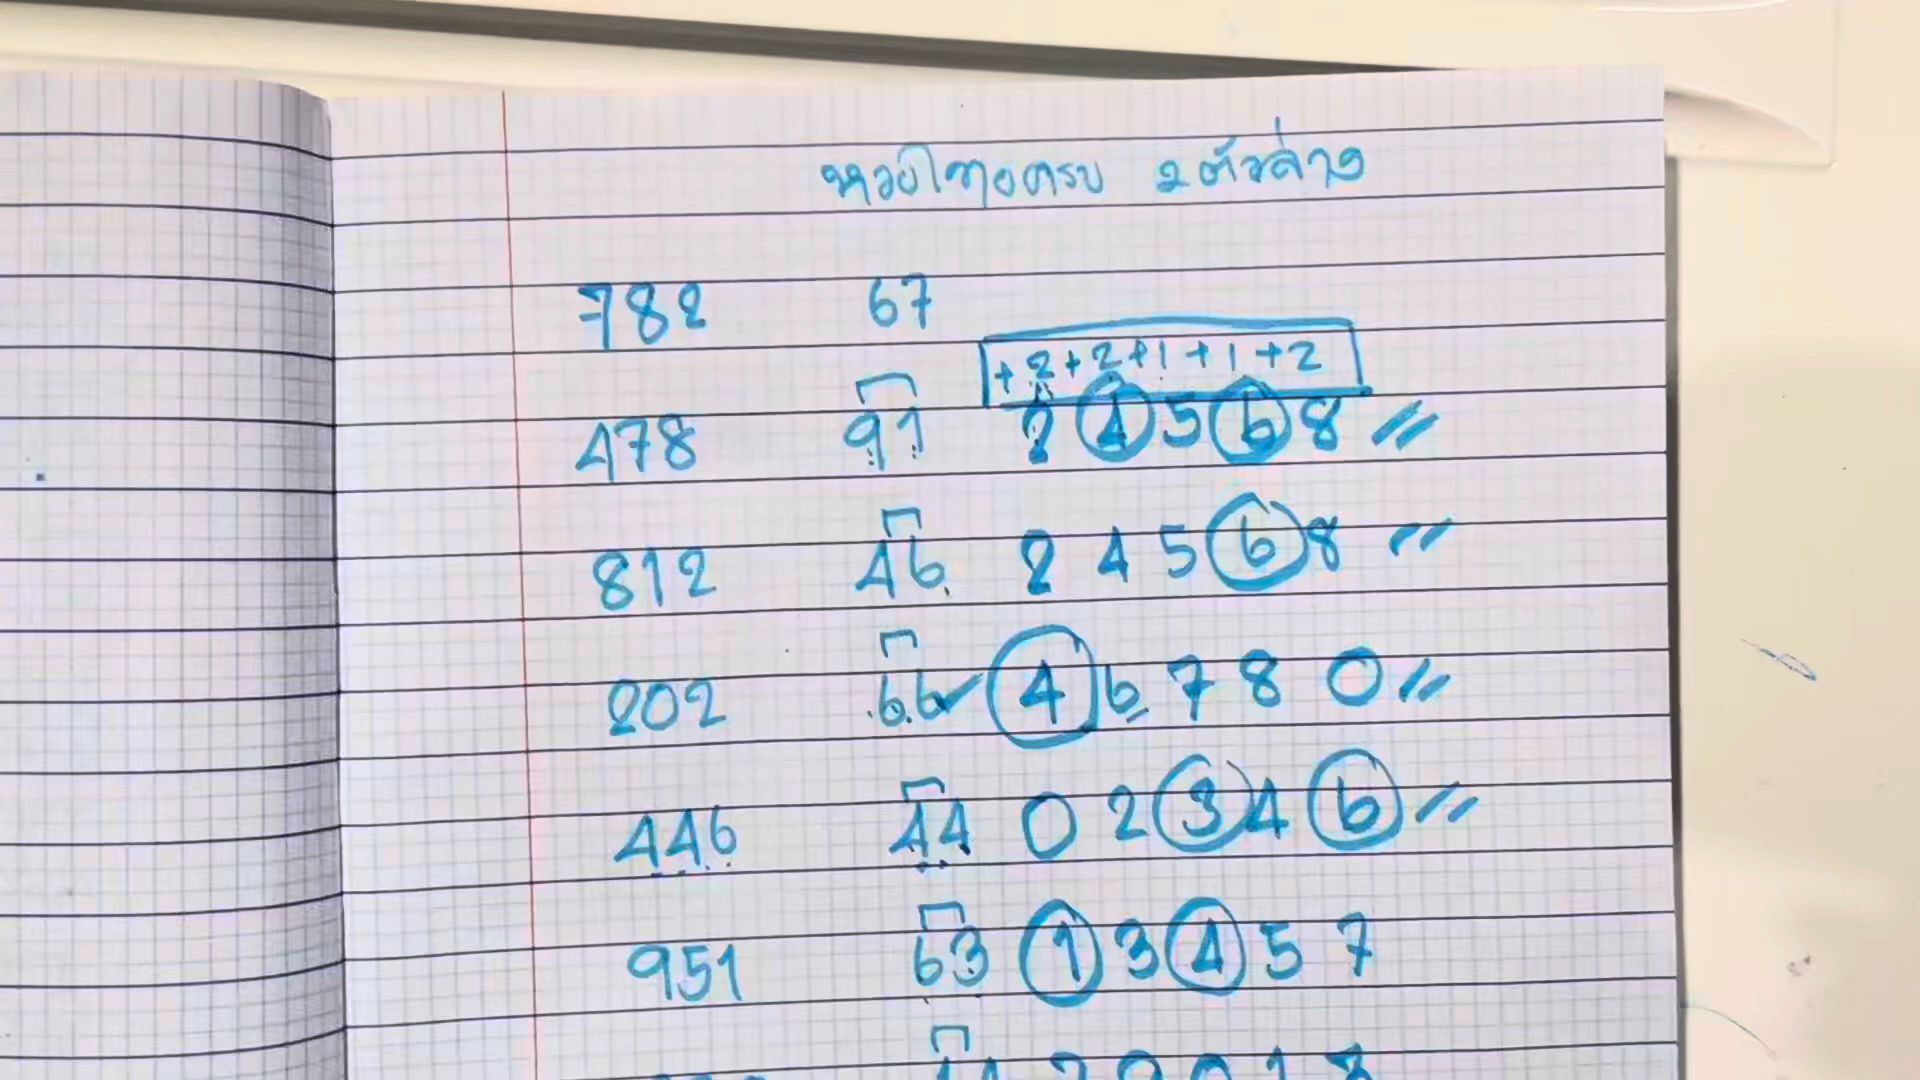 หวยไทยครบ 2 ตัวล่าง
782 67
+2+2+1+1+2
478 91 2 4 5 6 8 //
812 46 2 4 5 6 8 //
202 66 ✓ 4 6 7 8 0 //
446 44 0 2 3 4 6 //
951 63 1 3 4 5 7